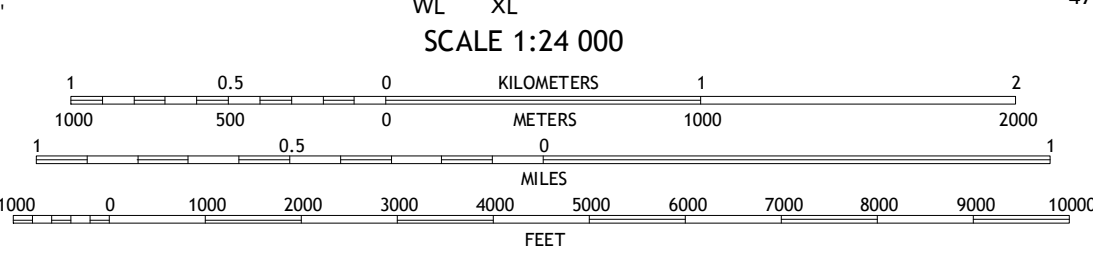 WL XL
SCALE 1:24 000
1 0.5 0 KILOMETERS 1 2
1000 500 0 METERS 1000 2000
1 0.5 0 1
MILES
1000 0 1000 2000 3000 4000 5000 6000 7000 8000 9000 10000
FEET